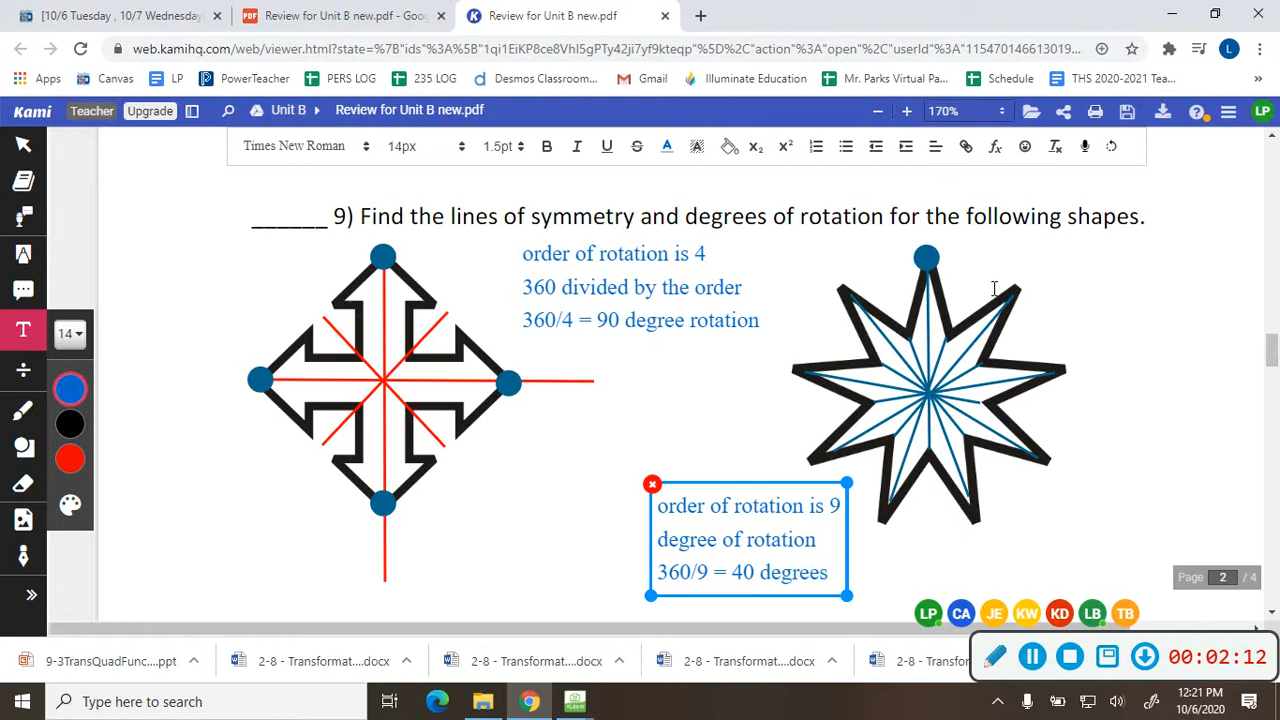 [10/6 Tuesday , 10/7 Wednesday]
Review for Unit B new.pdf - Goo
Review for Unit B new.pdf
web.kamihq.com/web/viewer.html?state=%7B"ids"%3A%5B"1qi1EiKP8ce8VhI5gPTy42ji7yf9kteqp"%5D%2C"action"%3A"open"%2C"userId"%3A"115470146613019...
Apps Canvas LP PowerTeacher PERS LOG 235 LOG Desmos Classroom... Gmail Illuminate Education Mr. Parks Virtual Pa... Schedule THS 2020-2021 Tea... »
Kami Teacher Upgrade Unit B Review for Unit B new.pdf 170% LP
Times New Roman 14px 1.5pt B I U S A x₂ x²
______ 9) Find the lines of symmetry and degrees of rotation for the following shapes.
order of rotation is 4
360 divided by the order
360/4 = 90 degree rotation
14
order of rotation is 9
degree of rotation
360/9 = 40 degrees
Page 2 / 4
LP CA JE KW KD LB TB
9-3TransQuadFunc....ppt 2-8 - Transformat....docx 2-8 - Transformat....docx 2-8 - Transformat....docx 2-8 - Trans
00:02:12
Type here to search
12:21 PM
10/6/2020